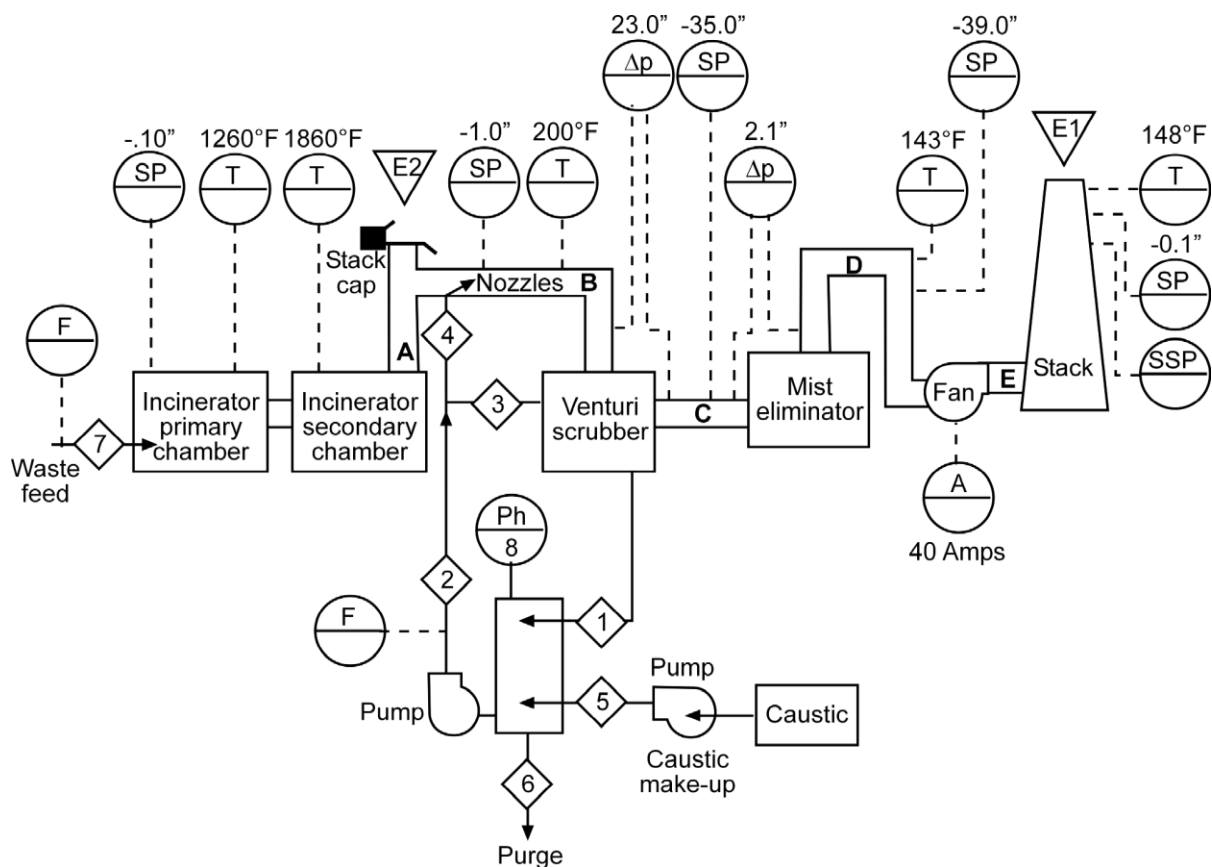 23.0”
-35.0”
-39.0”
Δp
SP
SP
-.10”
1260°F
1860°F
E2
-1.0”
200°F
2.1”
143°F
E1
148°F
SP
T
T
SP
T
Δp
T
T
Stack
cap
Nozzles
B
D
-0.1”
SP
F
4
A
SSP
7
Waste
feed
Incinerator
primary
chamber
Incinerator
secondary
chamber
3
Venturi
scrubber
C
Mist
eliminator
Fan
E
Stack
A
40 Amps
Ph
8
2
F
1
Pump
5
Pump
Caustic
make-up
Caustic
6
Purge